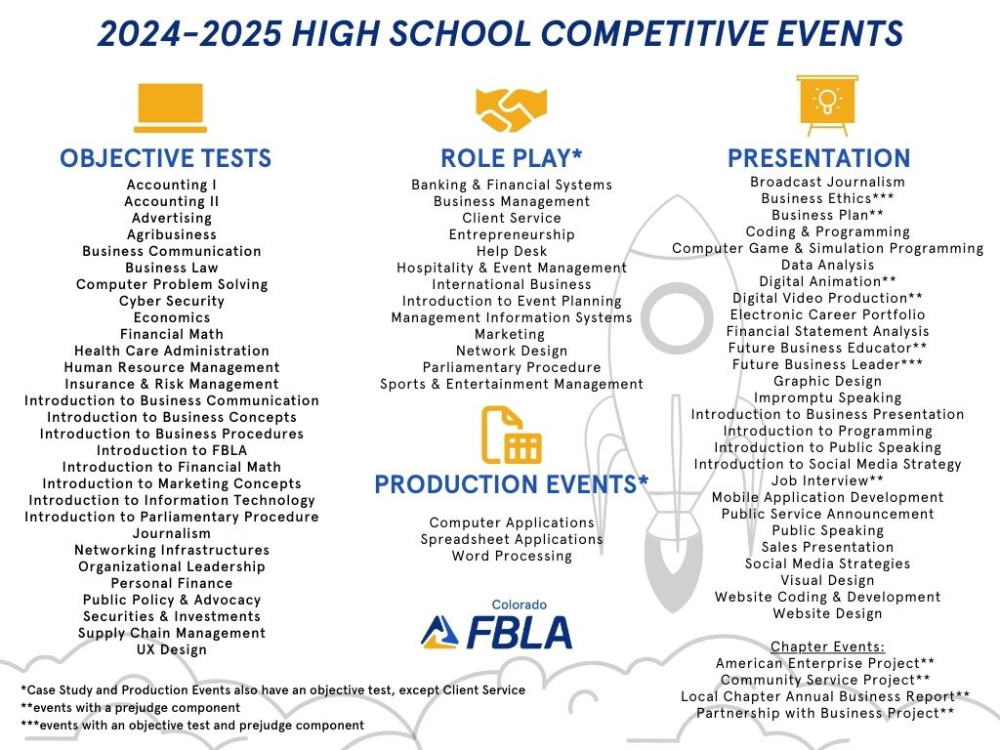 2024-2025 HIGH SCHOOL COMPETITIVE EVENTS
OBJECTIVE TESTS
Accounting I
Accounting II
Advertising
Agribusiness
Business Communication
Business Law
Computer Problem Solving
Cyber Security
Economics
Financial Math
Health Care Administration
Human Resource Management
Insurance & Risk Management
Introduction to Business Communication
Introduction to Business Concepts
Introduction to Business Procedures
Introduction to FBLA
Introduction to Financial Math
Introduction to Marketing Concepts
Introduction to Information Technology
Introduction to Parliamentary Procedure
Journalism
Networking Infrastructures
Organizational Leadership
Personal Finance
Public Policy & Advocacy
Securities & Investments
Supply Chain Management
UX Design
ROLE PLAY*
Banking & Financial Systems
Business Management
Client Service
Entrepreneurship
Help Desk
Hospitality & Event Management
International Business
Introduction to Event Planning
Management Information Systems
Marketing
Network Design
Parliamentary Procedure
Sports & Entertainment Management
PRODUCTION EVENTS*
Computer Applications
Spreadsheet Applications
Word Processing
Colorado
FBLA
PRESENTATION
Broadcast Journalism
Business Ethics***
Business Plan**
Coding & Programming
Computer Game & Simulation Programming
Data Analysis
Digital Animation**
Digital Video Production**
Electronic Career Portfolio
Financial Statement Analysis
Future Business Educator**
Future Business Leader***
Graphic Design
Impromptu Speaking
Introduction to Business Presentation
Introduction to Programming
Introduction to Public Speaking
Introduction to Social Media Strategy
Job Interview**
Mobile Application Development
Public Service Announcement
Public Speaking
Sales Presentation
Social Media Strategies
Visual Design
Website Coding & Development
Website Design
Chapter Events:
American Enterprise Project**
Community Service Project**
Local Chapter Annual Business Report**
Partnership with Business Project**
*Case Study and Production Events also have an objective test, except Client Service
**events with a prejudge component
***events with an objective test and prejudge component